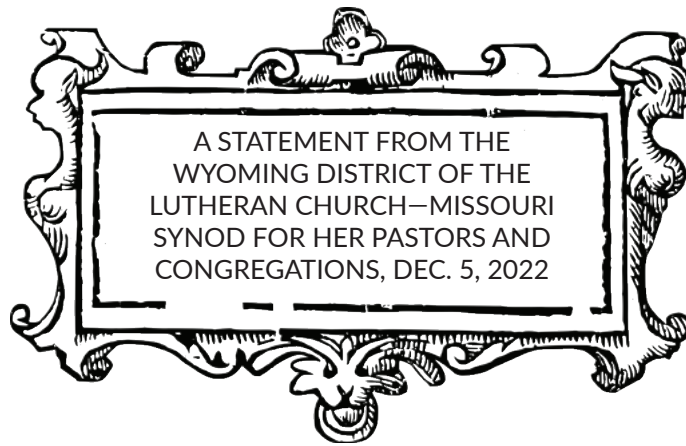 A STATEMENT FROM THE
WYOMING DISTRICT OF THE
LUTHERAN CHURCH—MISSOURI
SYNOD FOR HER PASTORS AND
CONGREGATIONS, DEC. 5, 2022